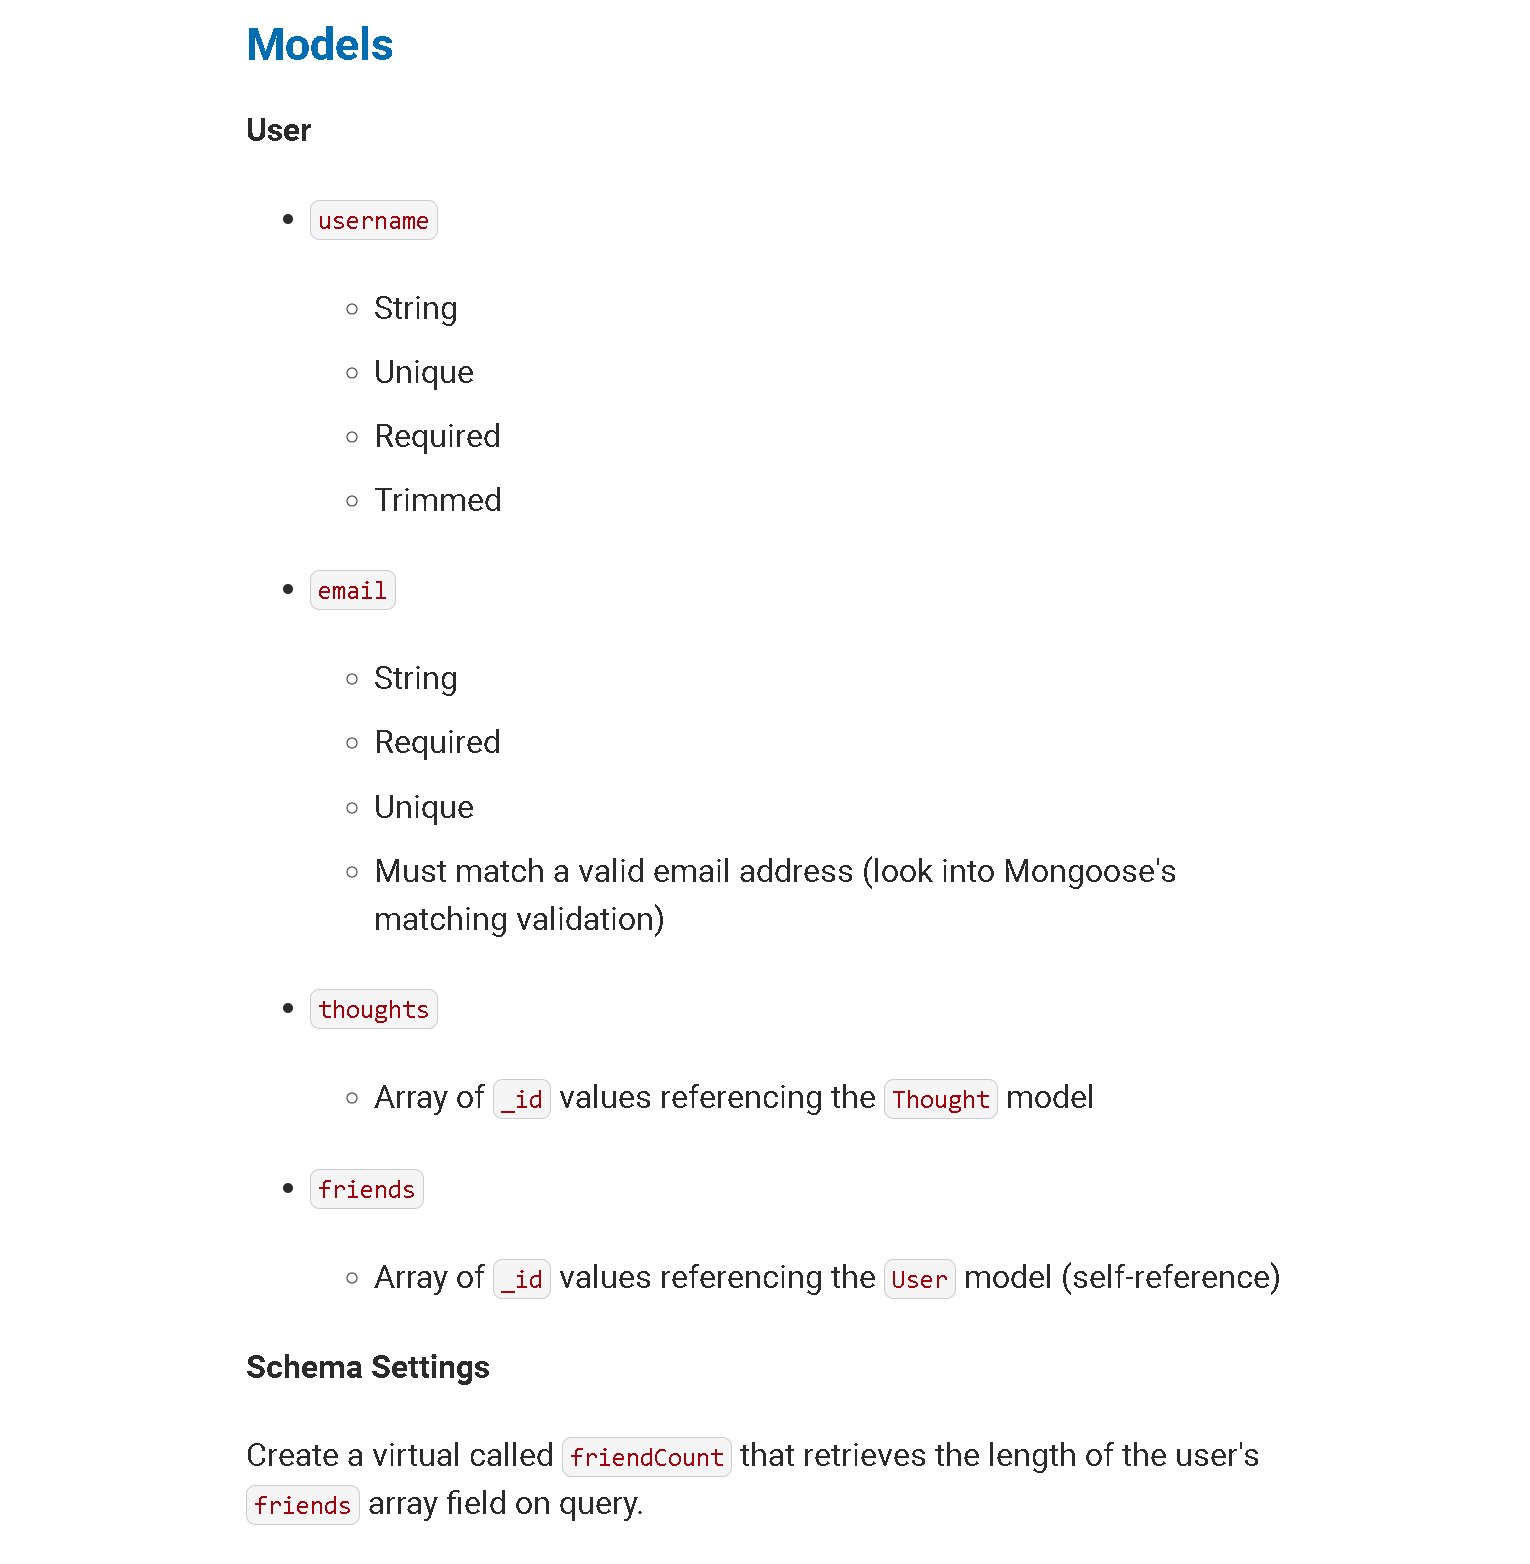 Models
User
username
String
Unique
Required
Trimmed
email
String
Required
Unique
Must match a valid email address (look into Mongoose's
matching validation)
thoughts
Array of _id values referencing the Thought model
friends
Array of _id values referencing the User model (self-reference)
Schema Settings
Create a virtual called friendCount that retrieves the length of the user's
friends array field on query.